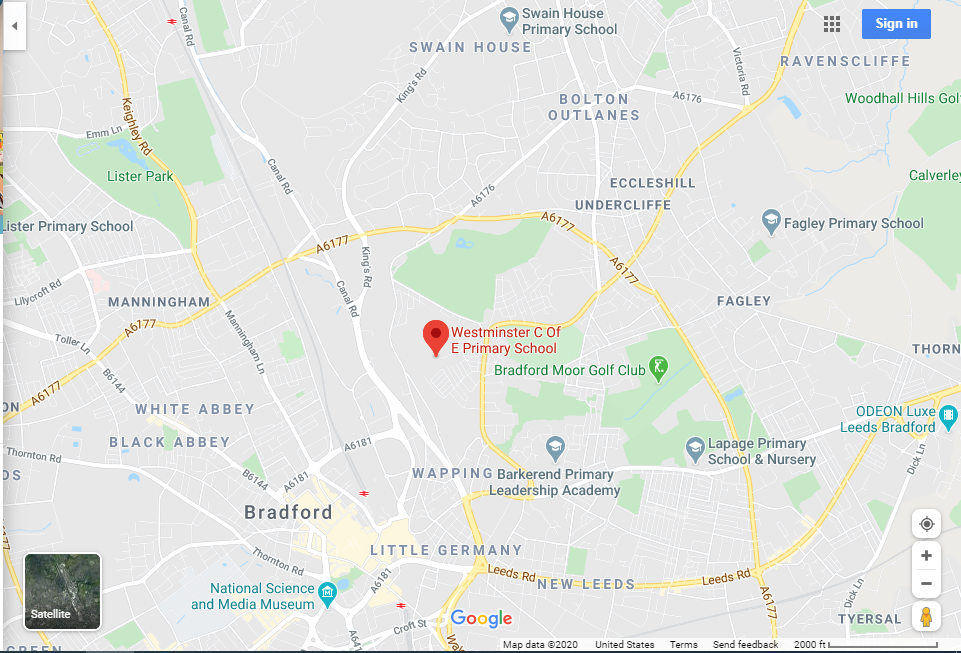 Canal Rd
Swain House
Primary School
Sign in
SWAIN HOUSE
RAVENSCLIFFE
King's Rd
Victoria Rd
Keighley Rd
BOLTON
OUTLANES
A6176
Woodhall Hills Gol
Emm Ln
Lister Park
Canal Rd
A6176
ECCLESHILL
Calverley
UNDERCLIFFE
Lister Primary School
A6177
A6177
Fagley Primary School
King's Rd
A6177
Lilycroft Rd
MANNINGHAM
Canal Rd
FAGLEY
A6177
Manningham Ln
Westminster C Of
E Primary School
Toller Ln
THORN
Bradford Moor Golf Club
B6144
A6177
ON
WHITE ABBEY
ODEON Luxe
Leeds Bradford
BLACK ABBEY
A6181
Lapage Primary
School & Nursery
Thornton Rd
Dick Ln
DS
B6144
A6181
WAPPING
Barkerend Primary
Leadership Academy
Bradford
Thornton Rd
LITTLE GERMANY
Leeds Rd
NEW LEEDS
Leeds Rd
A6181
A6177
Dick Ln
National Science
and Media Museum
Satellite
Croft St
Google
TYERSAL
A641
GREEN
Map data ©2020 United States Terms Send feedback 2000 ft